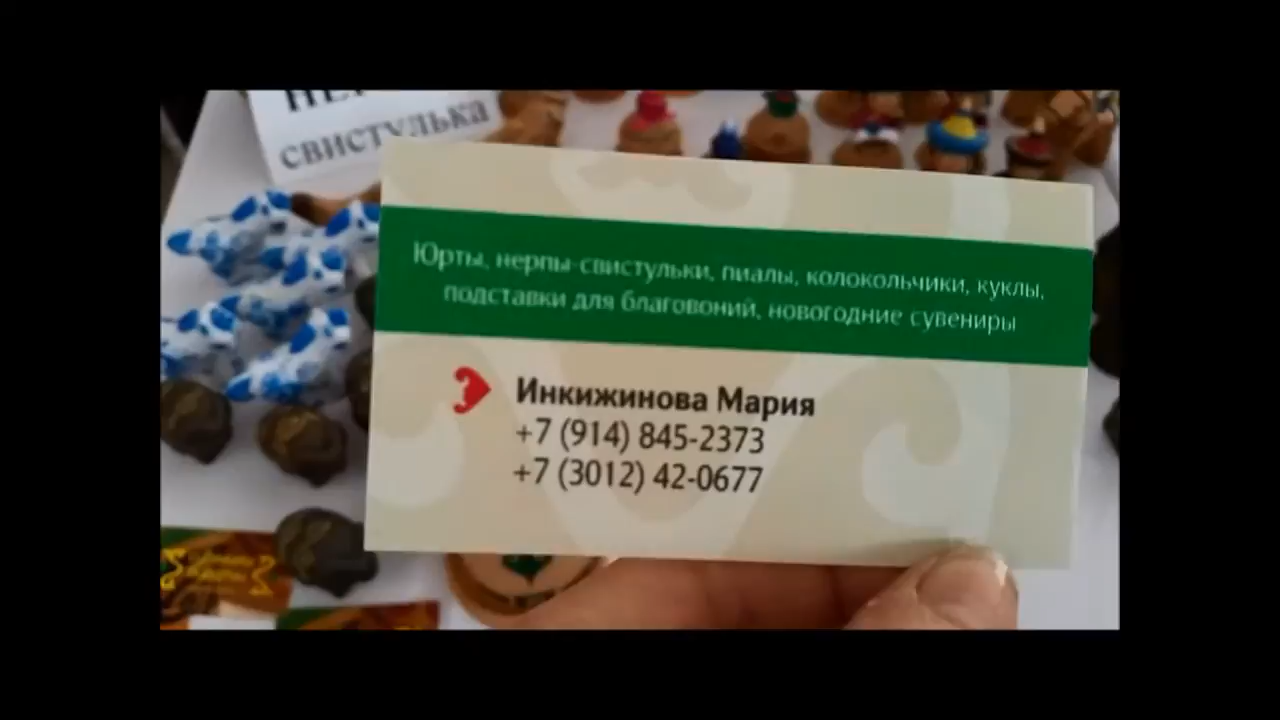 свистулька
Юрты, нерпы-свистульки, пиалы, колокольчики, куклы,
подставки для благовоний, новогодние сувениры
Инкижинова Мария
+7 (914) 845-2373
+7 (3012) 42-0677